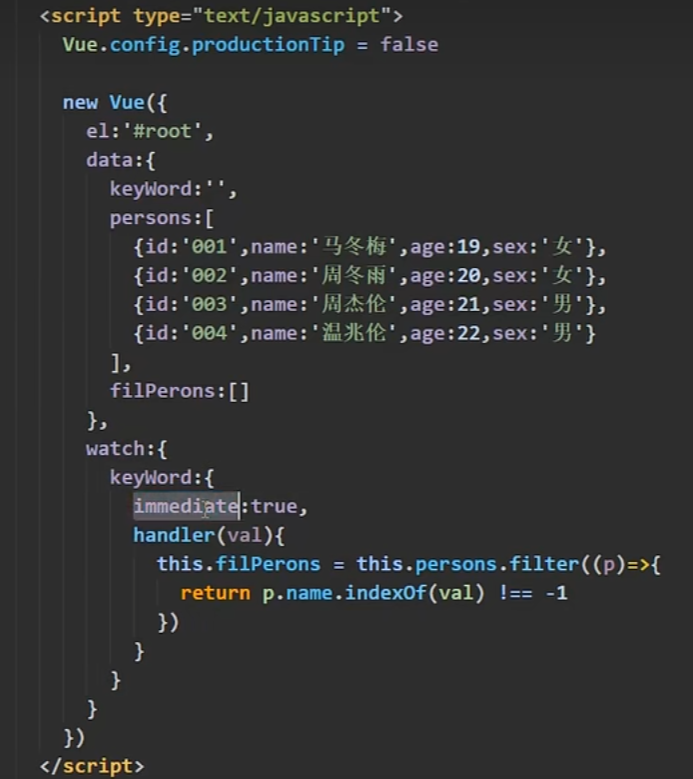 <script type="text/javascript">
Vue.config.productionTip = false
new Vue({
el:'#root',
data:{
keyWord:'',
persons:[
{id:'001',name:'马冬梅',age:19,sex:'女'},
{id:'002',name:'周冬雨',age:20,sex:'女'},
{id:'003',name:'周杰伦',age:21,sex:'男'},
{id:'004',name:'温兆伦',age:22,sex:'男'}
],
filPerons:[]
},
watch:{
keyWord:{
immediate:true,
handler(val){
this.filPerons = this.persons.filter((p)=>{
return p.name.indexOf(val) !== -1
})
}
}
}
})
</script>